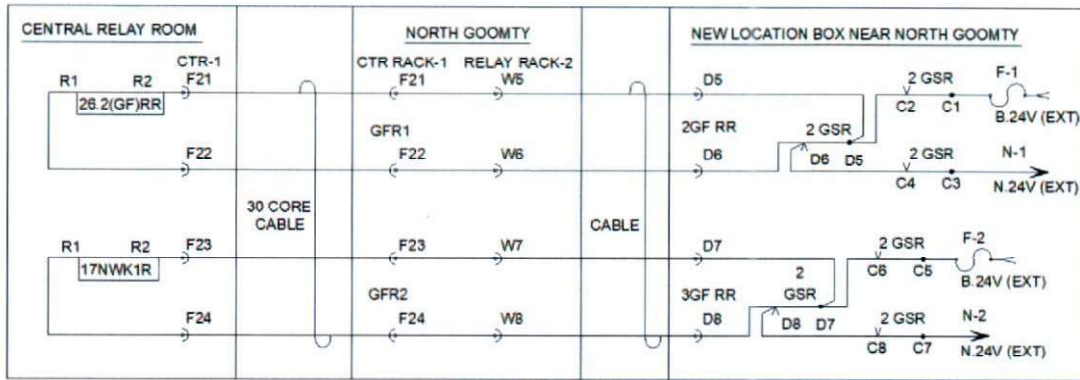 CENTRAL RELAY ROOM
NORTH GOOMTY
NEW LOCATION BOX NEAR NORTH GOOMTY
CTR-1
CTR RACK-1 RELAY RACK-2
R1 R2 F21
F21 W5
D5
2 GSR F-1
26.2(GF)RR
C2 C1
B.24V (EXT)
GFR1
2GF RR
2 GSR
F22
F22 W6
D6
D6 D5
2 GSR N-1
C4 C3
N.24V (EXT)
30 CORE
CABLE
CABLE
R1 R2 F23
F23 W7
D7
2 GSR F-2
17NWK1R
2
GSR
C6 C5
B.24V (EXT)
GFR2
3GF RR
F24
F24 W8
D8
D8 D7
2 GSR N-2
C8 C7
N.24V (EXT)